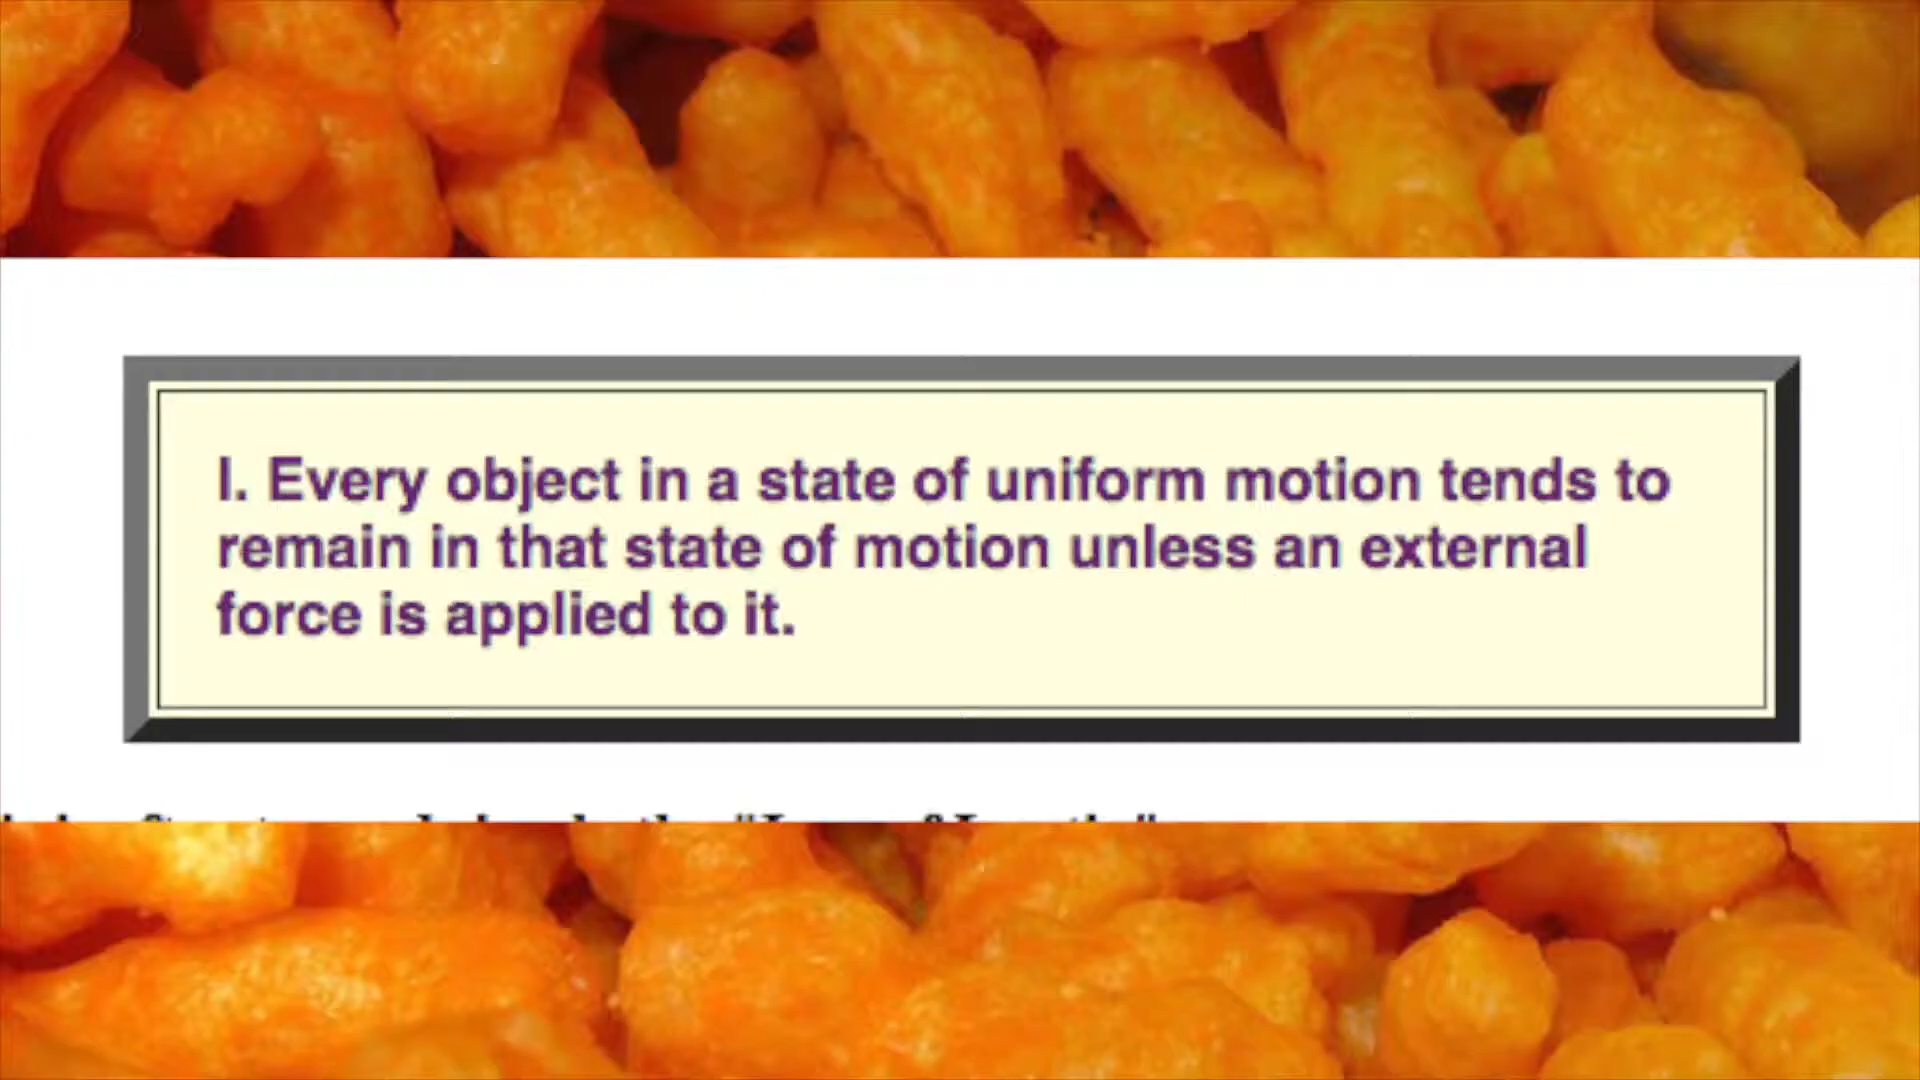 I. Every object in a state of uniform motion tends to
remain in that state of motion unless an external
force is applied to it.